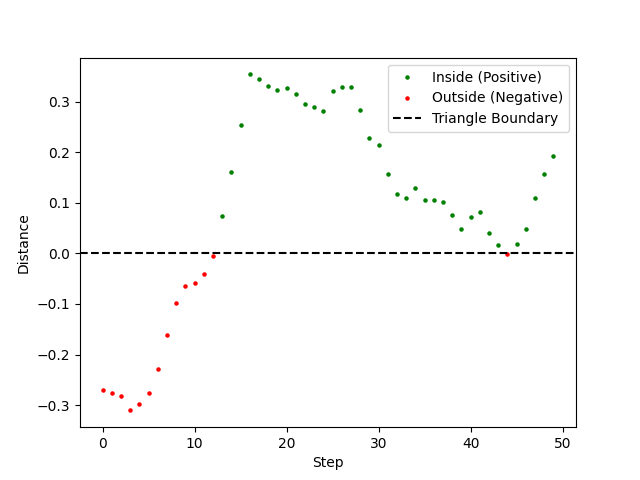 Inside (Positive)
Outside (Negative)
Triangle Boundary
0.3
0.2
0.1
0.0
−0.1
−0.2
−0.3
Distance
0 10 20 30 40 50
Step